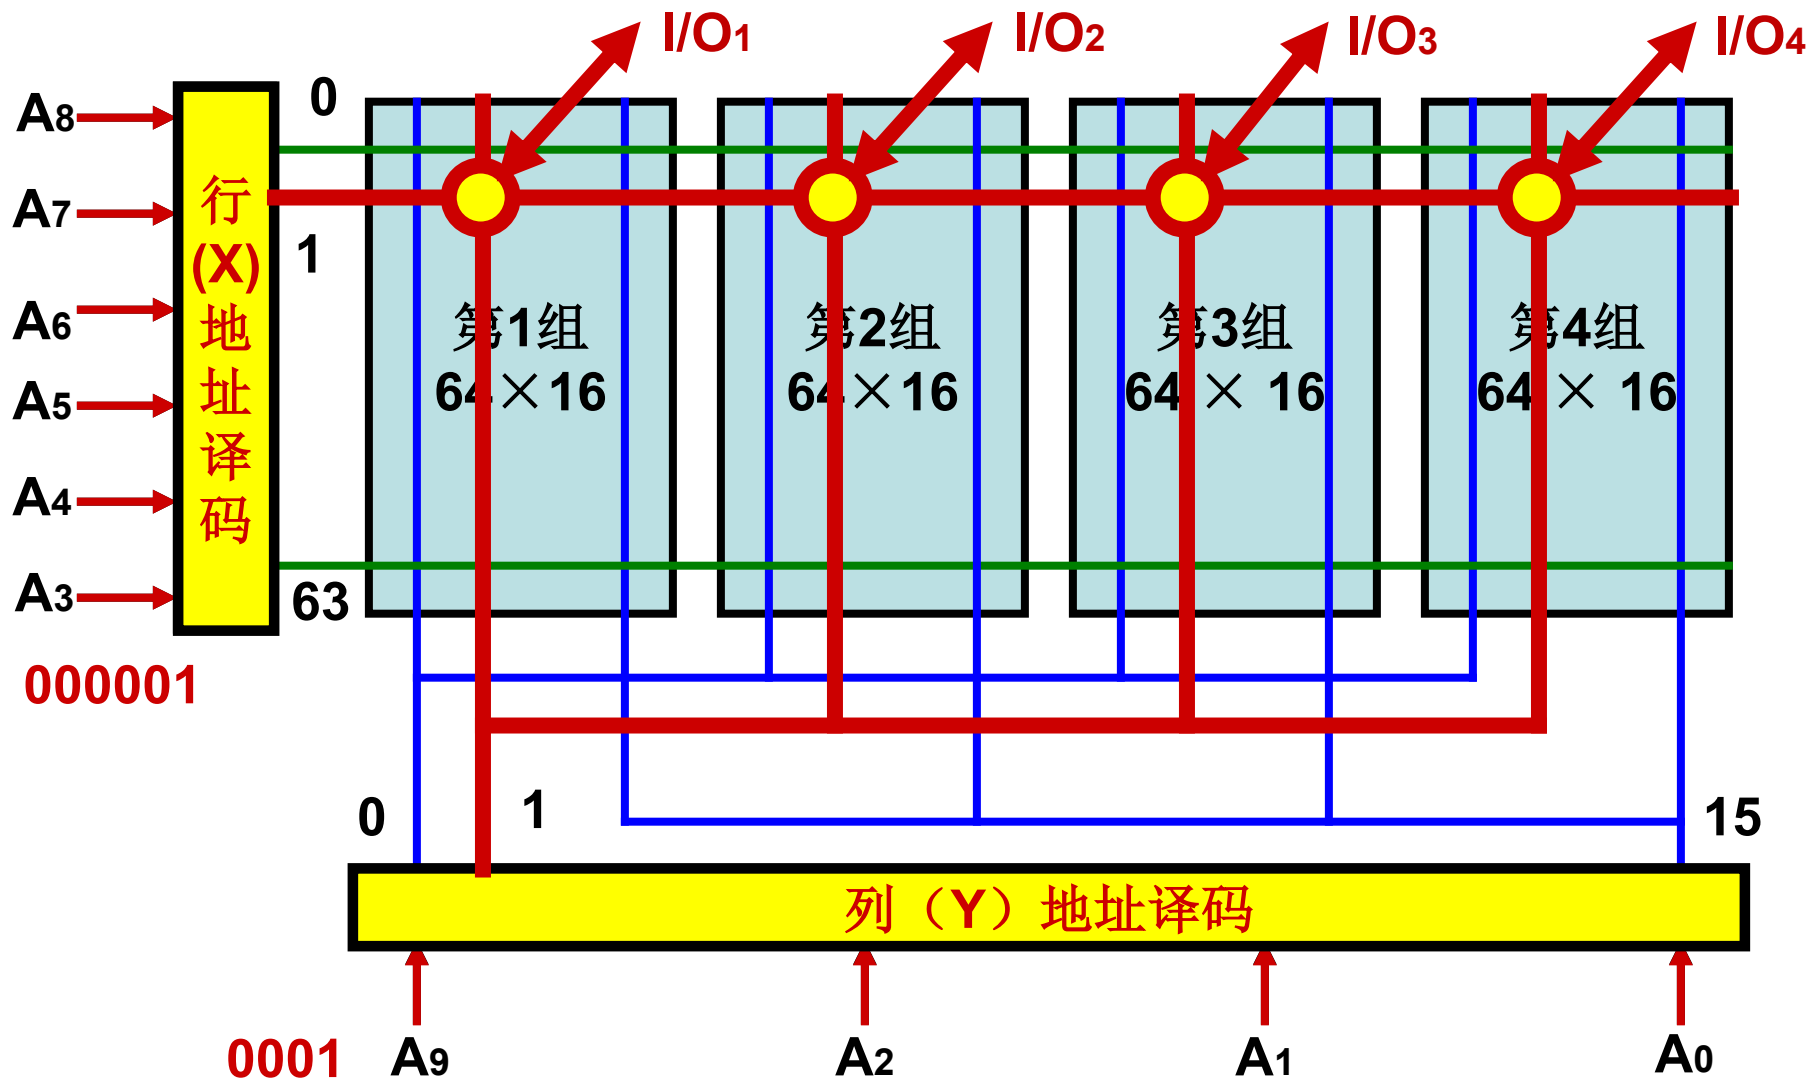 I/O1
I/O2
I/O3
I/O4
A8
A7
A6
A5
A4
A3
000001
行
(X)
地
址
译
码
0
1
63
第1组
64×16
第2组
64×16
第3组
64 × 16
第4组
64 × 16
0
1
15
列（Y）地址译码
0001
A9
A2
A1
A0